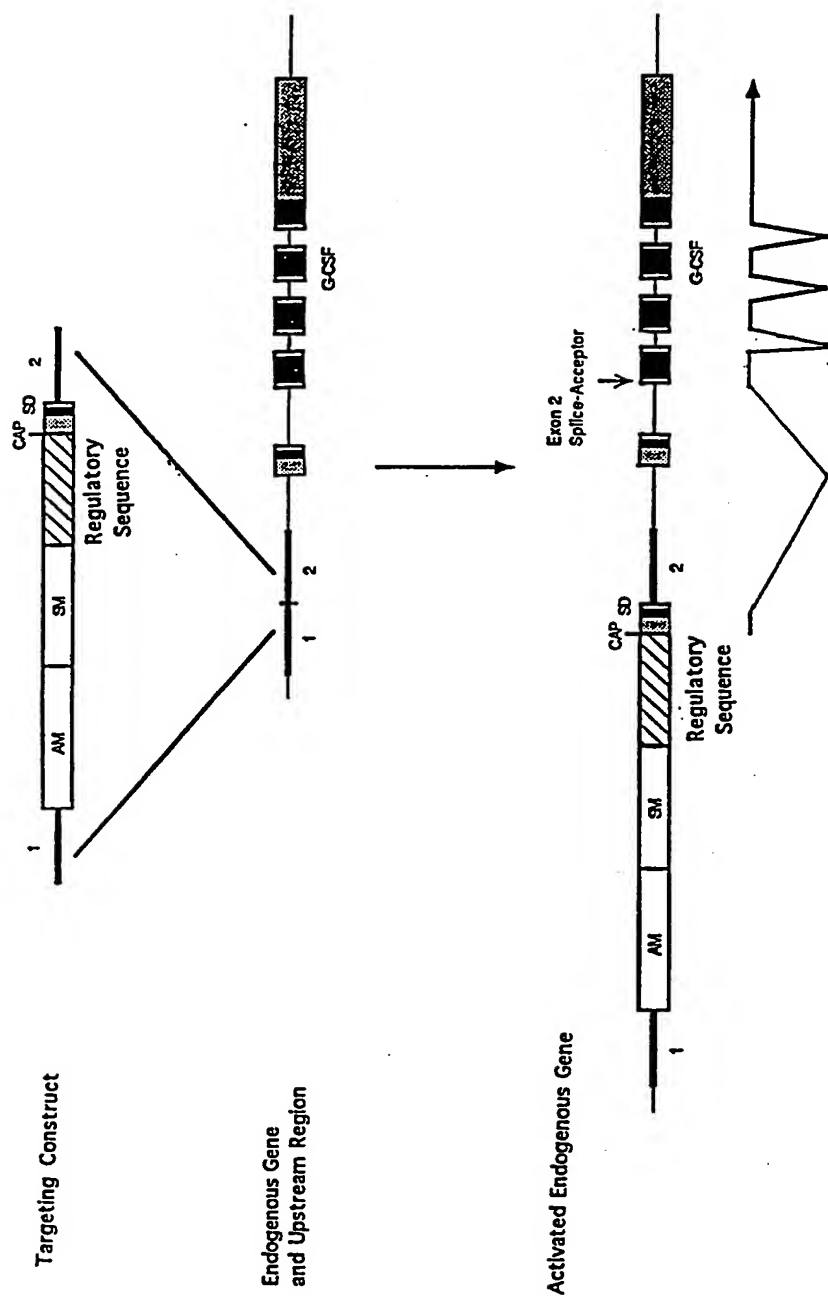 Targeting Construct
1
AM
SM
Regulatory
Sequence
CAP
SD
2
Endogenous Gene
and Upstream Region
1
2
G-CSF
Activated Endogenous Gene
1
AM
SM
Regulatory
Sequence
CAP
SD
2
Exon 2
Splice-Acceptor
G-CSF